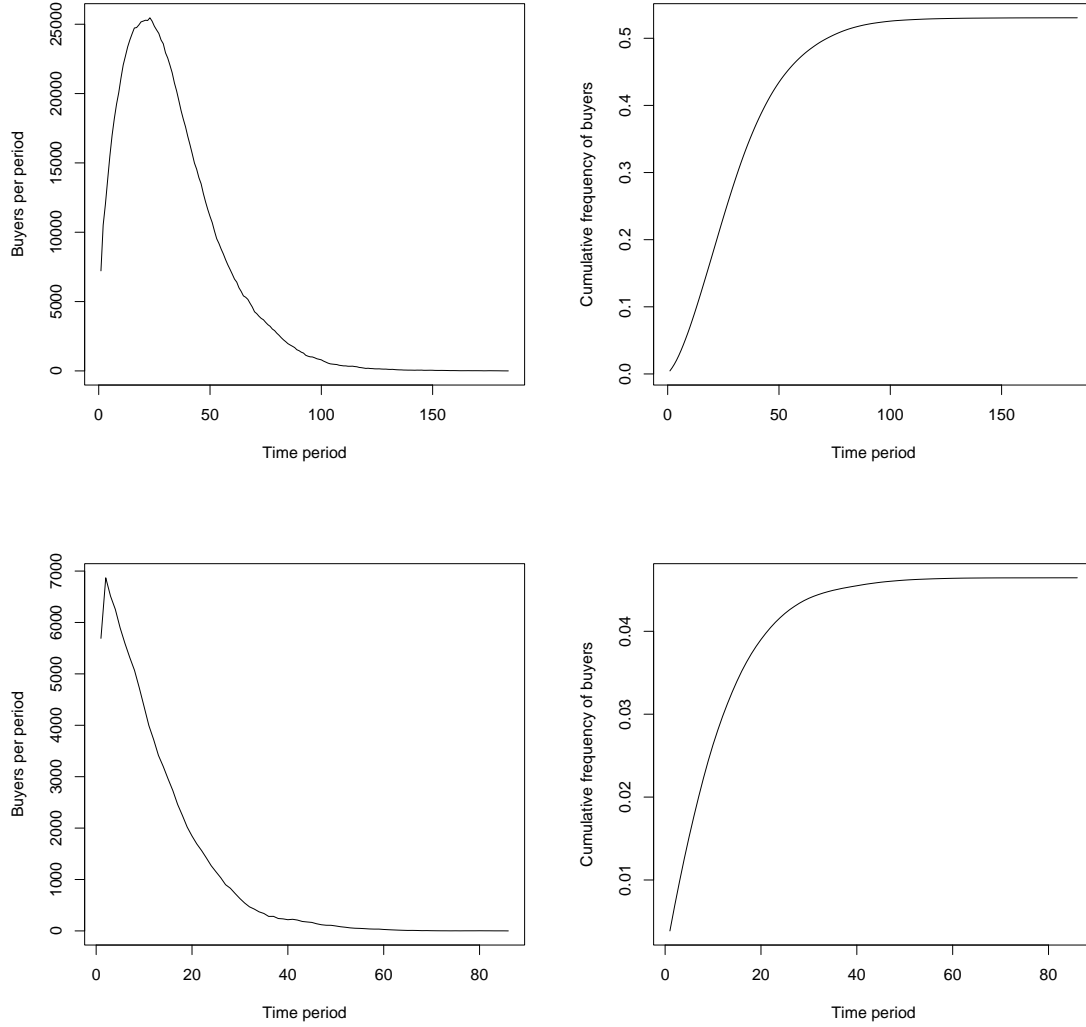 25000
20000
15000
10000
5000
0
Buyers per period
0 50 100 150
Time period
0.5
0.4
0.3
0.2
0.1
0.0
Cumulative frequency of buyers
0 50 100 150
Time period
7000
6000
5000
4000
3000
2000
1000
0
Buyers per period
0 20 40 60 80
Time period
0.04
0.03
0.02
0.01
Cumulative frequency of buyers
0 20 40 60 80
Time period